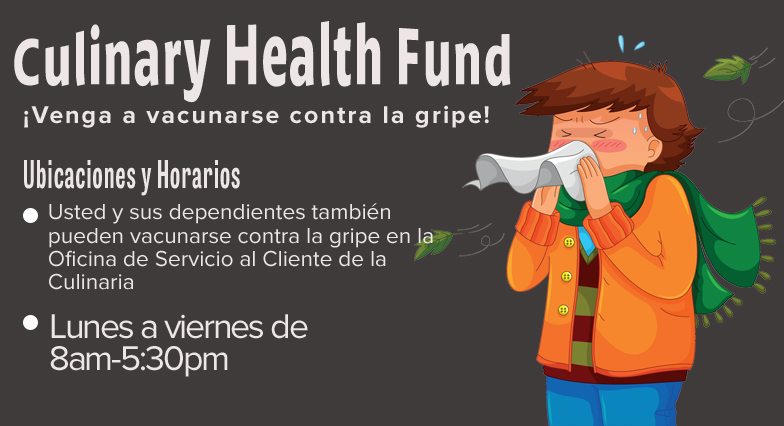 Culinary Health Fund
¡Venga a vacunarse contra la gripe!
Ubicaciones y Horarios
Usted y sus dependientes también
pueden vacunarse contra la gripe en la
Oficina de Servicio al Cliente de la
Culinaria
Lunes a viernes de
8am-5:30pm